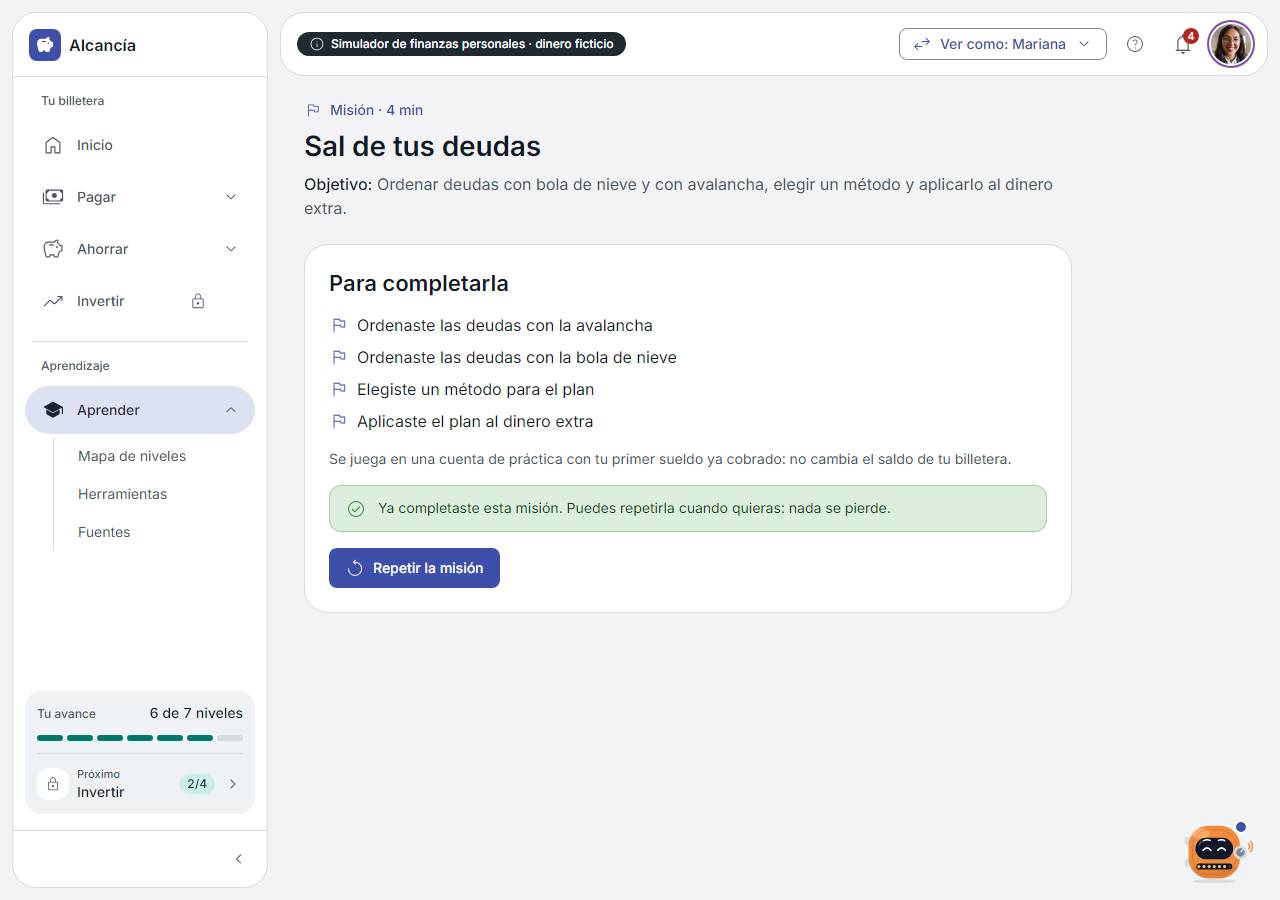 Alcancía
Simulador de finanzas personales · dinero ficticio
Ver como: Mariana
4
Tu billetera
Inicio
Pagar
Ahorrar
Invertir
Aprendizaje
Aprender
Mapa de niveles
Herramientas
Fuentes
Tu avance
6 de 7 niveles
Próximo
Invertir
2/4
Misión · 4 min
Sal de tus deudas
Objetivo: Ordenar deudas con bola de nieve y con avalancha, elegir un método y aplicarlo al dinero
extra.
Para completarla
Ordenaste las deudas con la avalancha
Ordenaste las deudas con la bola de nieve
Elegiste un método para el plan
Aplicaste el plan al dinero extra
Se juega en una cuenta de práctica con tu primer sueldo ya cobrado: no cambia el saldo de tu billetera.
Ya completaste esta misión. Puedes repetirla cuando quieras: nada se pierde.
Repetir la misión